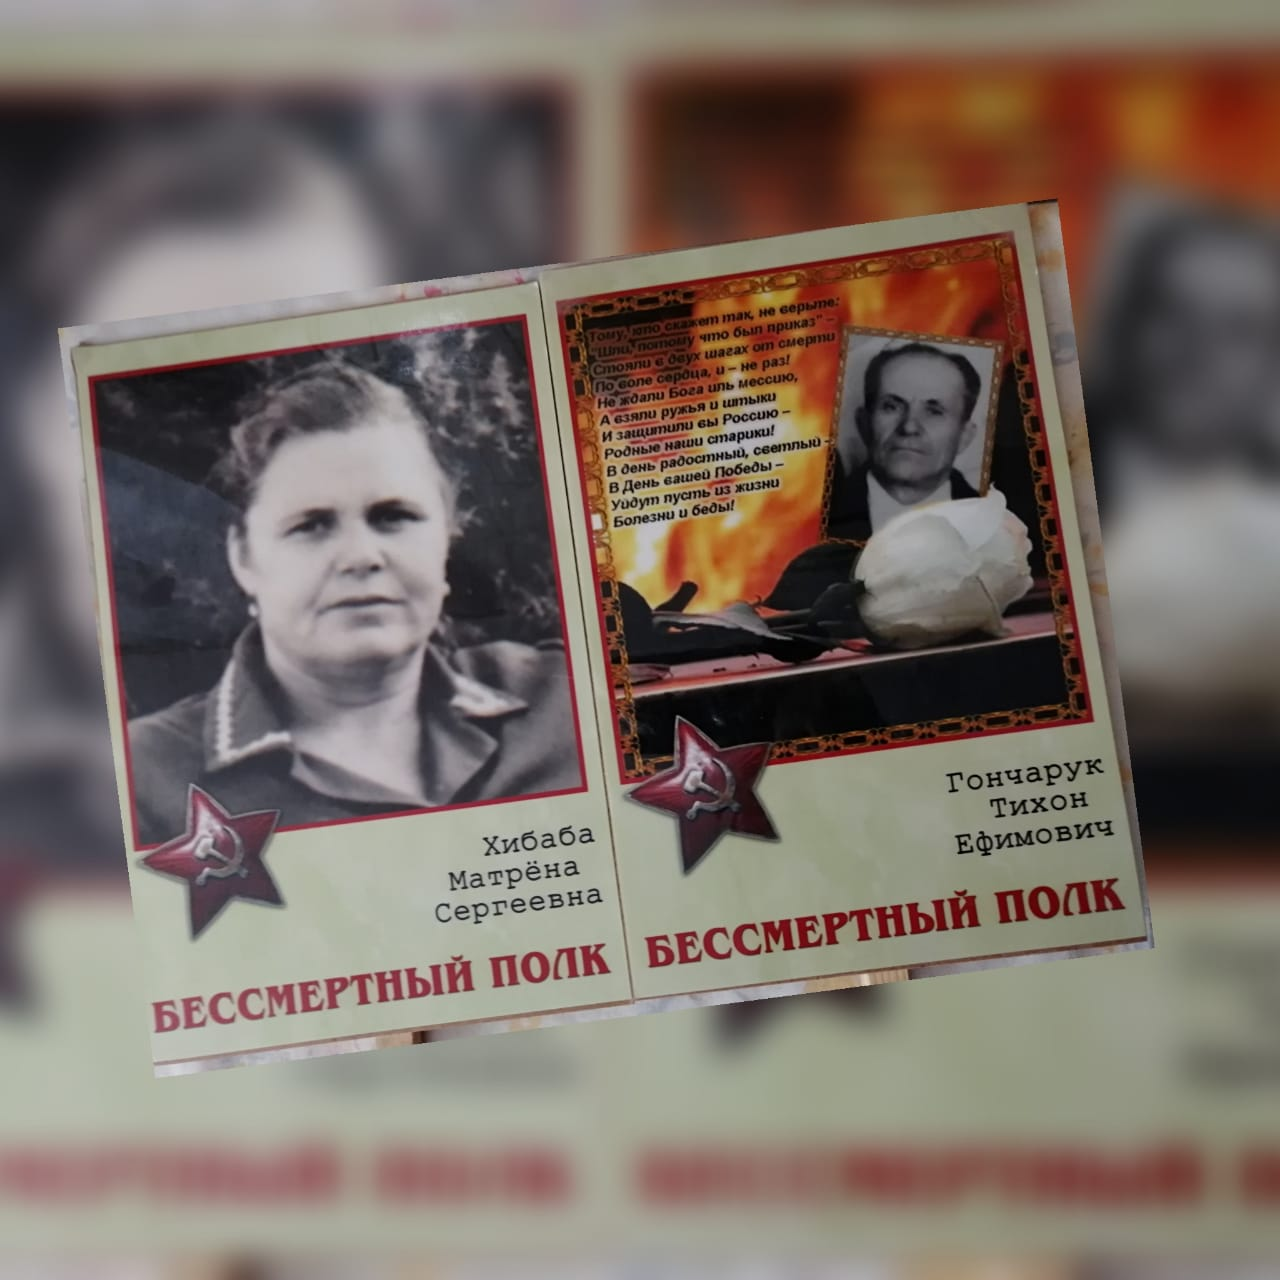 Хибаба
Матрёна
Сергеевна
БЕССМЕРТНЫЙ ПОЛК
Тому, кто скажет так, не верьте:
"Шли, потому что был приказ" –
Стояли в двух шагах от смерти
По воле сердца, и – не раз!
Не ждали Бога иль мессию,
А взяли ружья и штыки
И защитили вы Россию –
Родные наши старики!
В день радостный, светлый –
В День вашей Победы –
Уйдут пусть из жизни
Болезни и беды!
Гончарук
Тихон
Ефимович
БЕССМЕРТНЫЙ ПОЛК